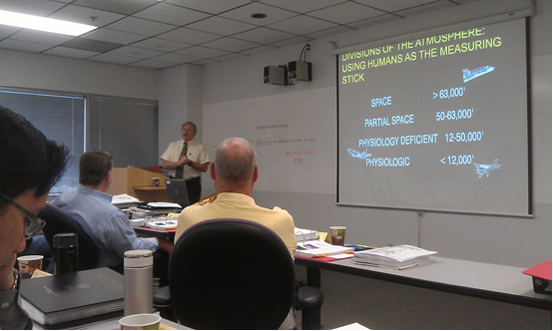 DIVISIONS OF THE ATMOSPHERE:
USING HUMANS AS THE MEASURING
STICK
SPACE > 63,000'
PARTIAL SPACE 50-63,000'
PHYSIOLOGY DEFICIENT 12-50,000'
PHYSIOLOGIC < 12,000'